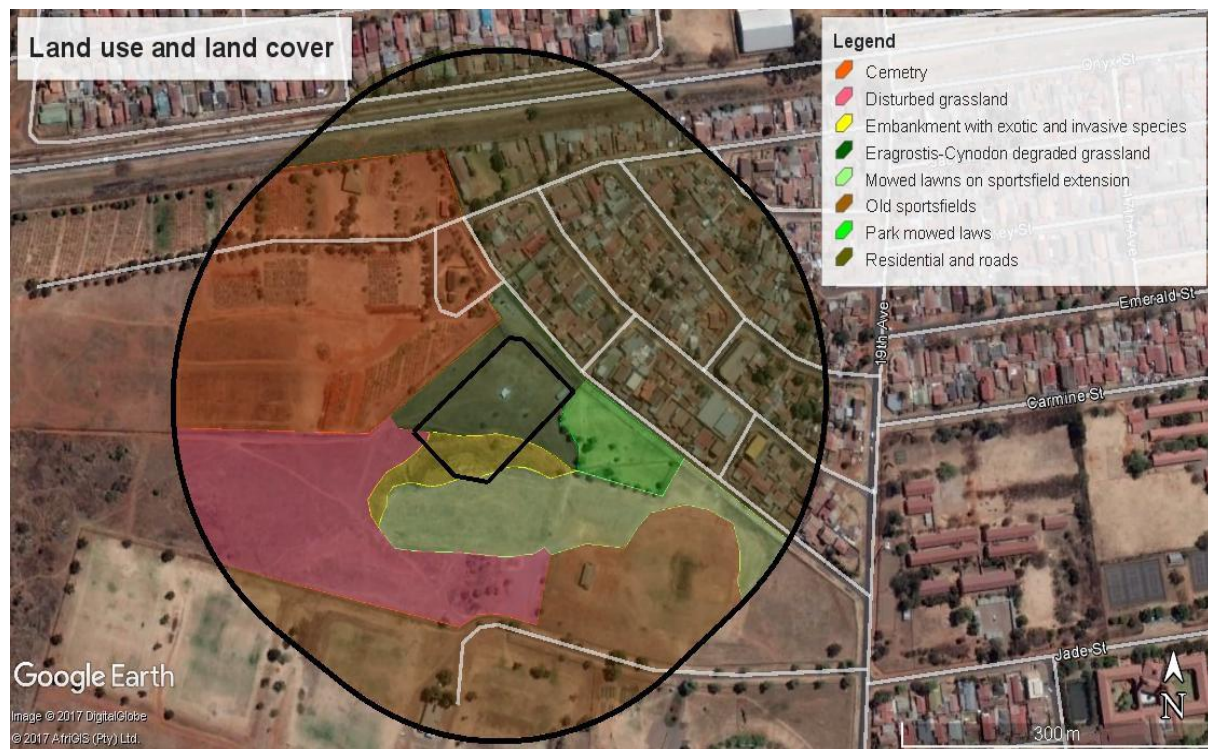 Land use and land cover
Legend
Cemetry
Disturbed grassland
Embankment with exotic and invasive species
Eragrostis-Cynodon degraded grassland
Mowed lawns on sportsfield extension
Old sportsfields
Park mowed laws
Residential and roads
Oryx St
19th Ave
Emerald St
Carmine St
Jade St
Google Earth
Image © 2017 DigitalGlobe
© 2017 AfriGIS (Pty) Ltd.
N
300 m